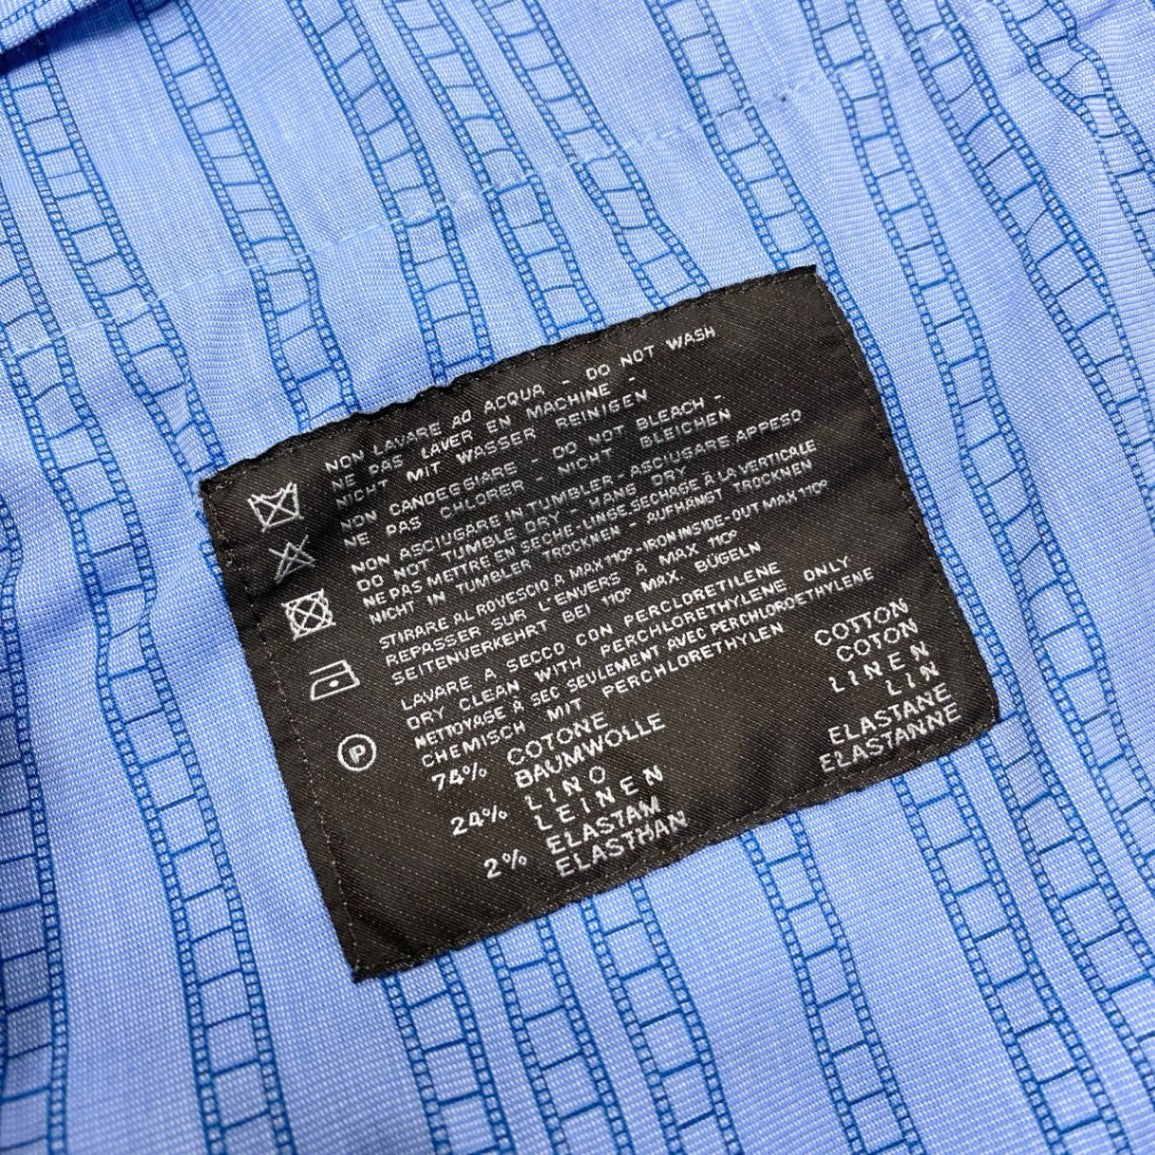 NON LAVARE AD ACQUA - DO NOT WASH
NE PAS LAVER EN MACHINE -
NICHT MIT WASSER REINIGEN
NON CANDEGGIARE - DO NOT BLEACH -
NE PAS CHLORER - NICHT BLEICHEN
NON ASCIUGARE IN TUMBLER - ASCIUGARE APPESO
DO NOT TUMBLE DRY - HANG DRY
NE PAS METTRE EN SECHE-LINGE.SECHAGE À LA VERTICALE
NICHT IN TUMBLER TROCKNEN - AUFHÄNGT TROCKNEN
STIRARE AL ROVESCIO A MAX 110° - IRON INSIDE-OUT MAX 110°
REPASSER SUR L'ENVERS À MAX 110°
SEITENVERKEHRT BEI 110° MAX. BÜGELN
LAVARE A SECCO CON PERCLORETILENE
DRY CLEAN WITH PERCHLORETHYLENE ONLY
NETTOYAGE À SEC SEULEMENT AVEC PERCHLOROETHYLENE
CHEMISCH MIT PERCHLORETHYLEN
P
74% COTONE COTTON
BAUMWOLLE COTON
24% LINO LINEN
LEINEN LIN
2% ELASTAM ELASTANE
ELASTHAN ELASTANNE